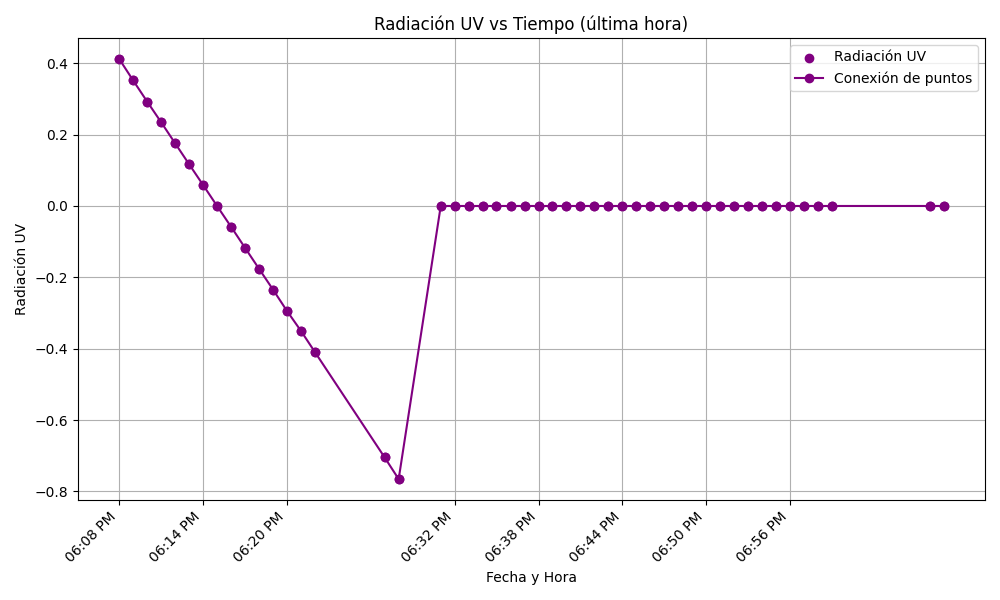 Radiación UV vs Tiempo (última hora)
Radiación UV
Conexión de puntos
Radiación UV
0.4
0.2
0.0
−0.2
−0.4
−0.6
−0.8
06:08 PM
06:14 PM
06:20 PM
06:32 PM
06:38 PM
06:44 PM
06:50 PM
06:56 PM
Fecha y Hora